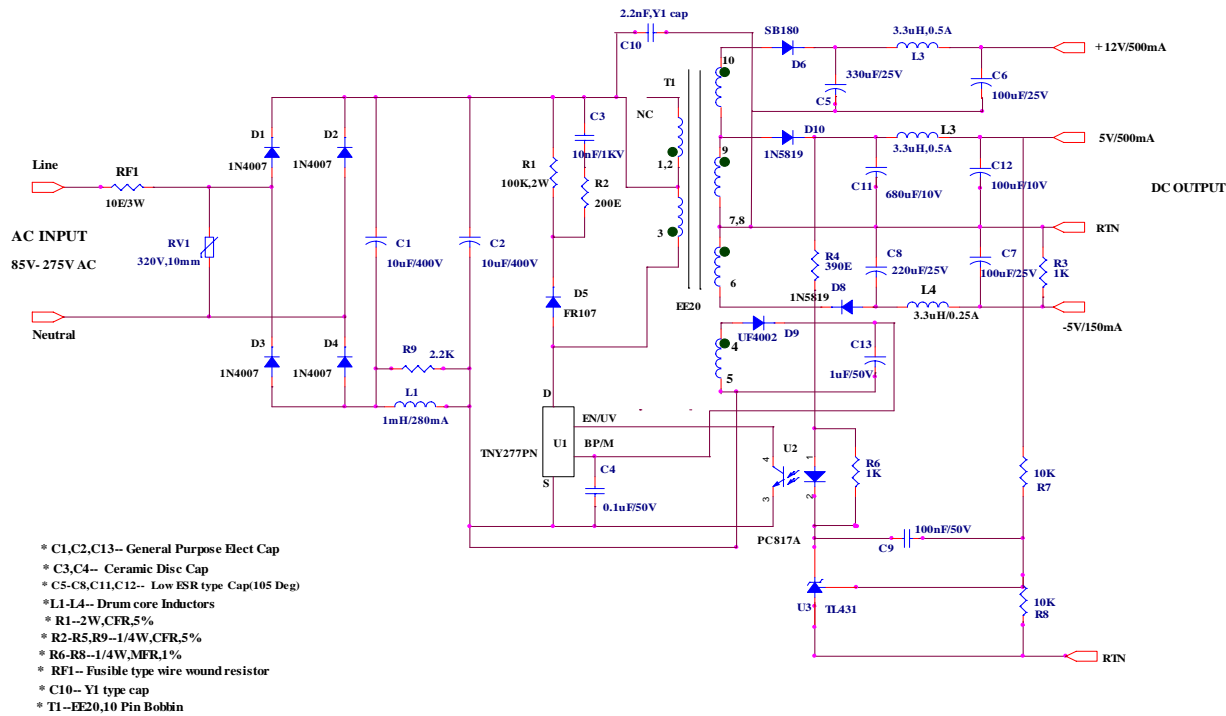 2.2nF,Y1 cap
C10
SB180
D6
3.3uH,0.5A
L3
+12V/500mA
330uF/25V
C5
C6
100uF/25V
T1
10
NC
1,2
3
9
7,8
6
4
5
EE20
D10
1N5819
L3
3.3uH,0.5A
5V/500mA
C11
680uF/10V
C12
100uF/10V
DC OUTPUT
RTN
C8
220uF/25V
C7
100uF/25V
R3
1K
R4
390E
D8
1N5819
L4
3.3uH/0.25A
-5V/150mA
D9
UF4002
C13
1uF/50V
D1
1N4007
D2
1N4007
Line
RF1
10E/3W
AC INPUT
85V- 275V AC
RV1
320V,10mm
Neutral
D3
1N4007
D4
1N4007
C1
10uF/400V
C2
10uF/400V
R9
2.2K
L1
1mH/280mA
C3
10nF/1KV
R1
100K,2W
R2
200E
D5
FR107
D
U1
S
TNY277PN
EN/UV
BP/M
C4
0.1uF/50V
U2
4
3
1
2
PC817A
R6
1K
10K
R7
100nF/50V
C9
U3
TL431
10K
R8
RTN
* C1,C2,C13-- General Purpose Elect Cap
* C3,C4-- Ceramic Disc Cap
* C5-C8,C11,C12-- Low ESR type Cap(105 Deg)
*L1-L4-- Drum core Inductors
* R1--2W,CFR,5%
* R2-R5,R9--1/4W,CFR,5%
* R6-R8--1/4W,MFR,1%
* RF1-- Fusible type wire wound resistor
* C10-- Y1 type cap
* T1--EE20,10 Pin Bobbin